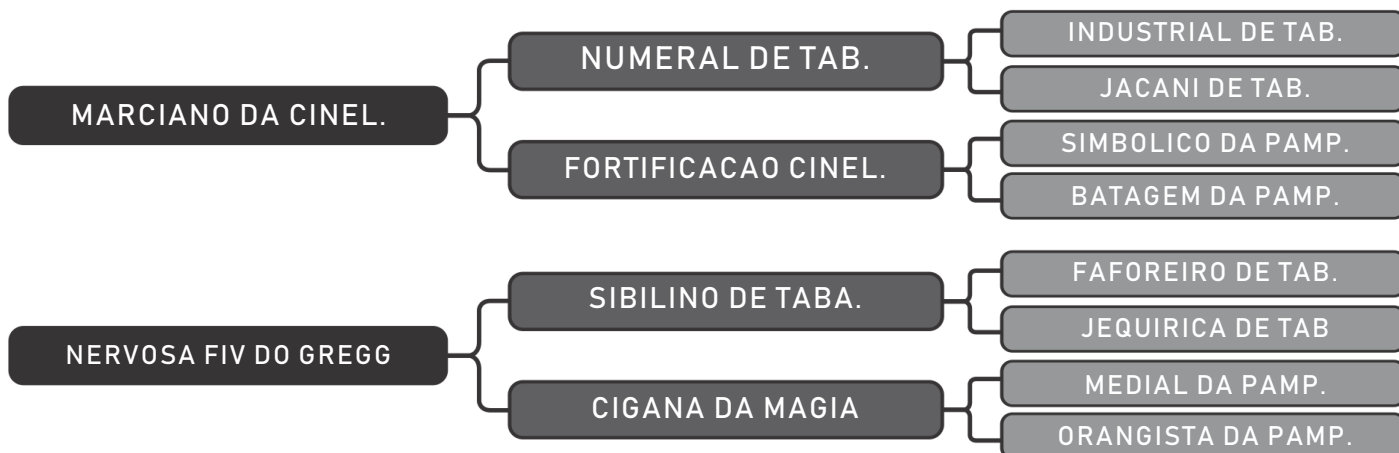 INDUSTRIAL DE TAB.
NUMERAL DE TAB.
JACANI DE TAB.
MARCIANO DA CINEL.
SIMBOLICO DA PAMP.
FORTIFICACAO CINEL.
BATAGEM DA PAMP.
FAFOREIRO DE TAB.
SIBILINO DE TABA.
JEQUIRICA DE TAB
NERVOSA FIV DO GREGG
MEDIAL DA PAMP.
CIGANA DA MAGIA
ORANGISTA DA PAMP.